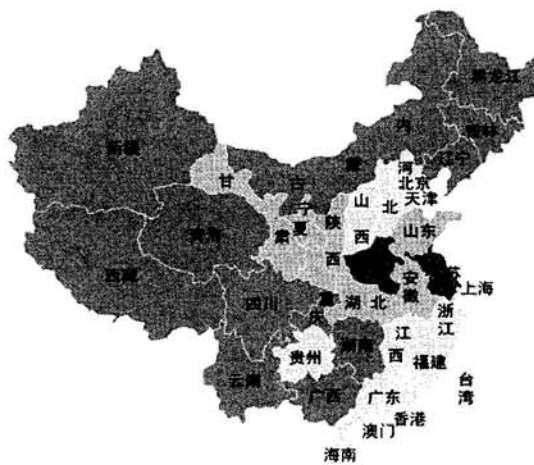 黑龙江
吉林
辽宁
内
蒙
古
新疆
甘
肃
宁
夏
陕
西
山
西
河
北
北京
天津
山东
青海
西藏
四川
重
庆
湖北
安
徽
苏
上海
浙
江
江
西
湖南
贵州
云南
广西
福建
广东
台
湾
香港
澳门
海南